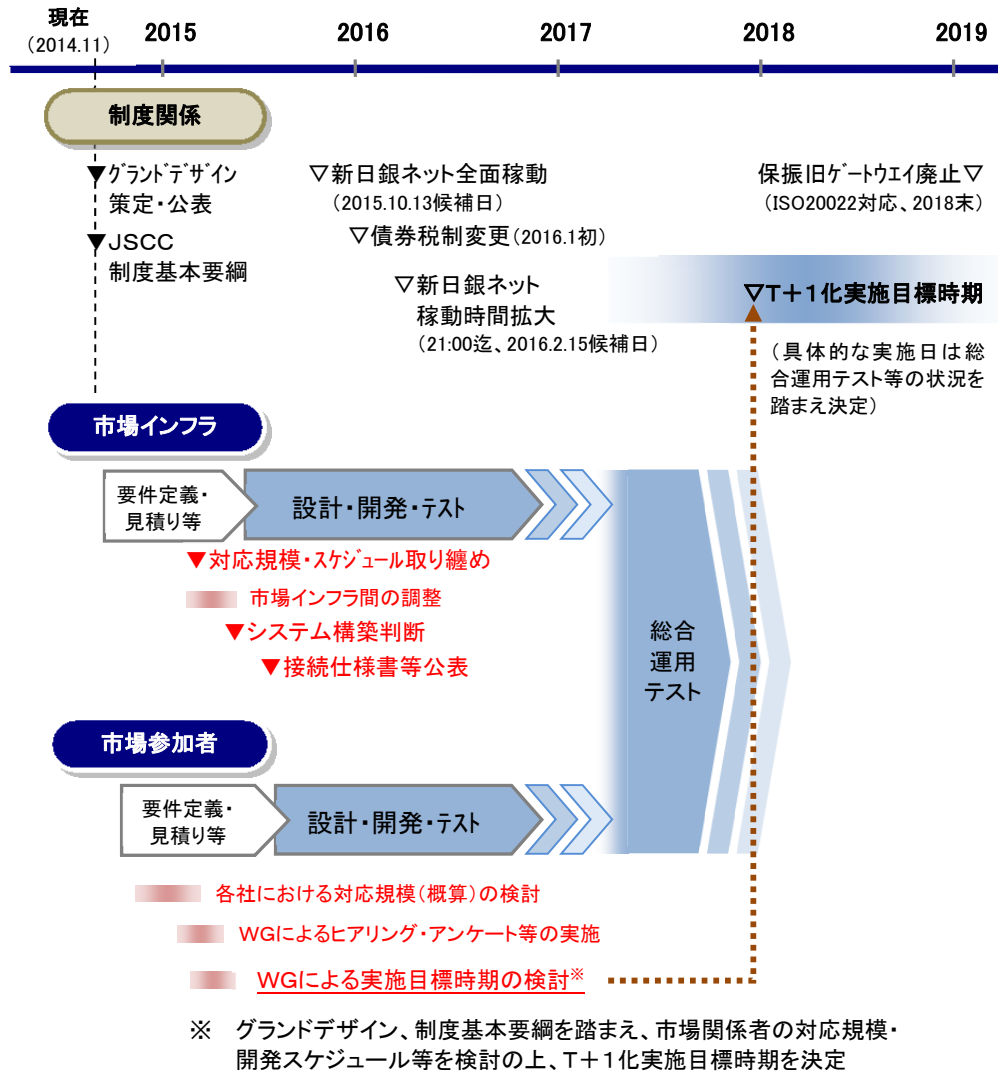 現在
(2014.11)
2015
2016
2017
2018
2019
制度関係
▼グランドデザイン
策定・公表
▼JSCC
制度基本要綱
▽新日銀ネット全面稼動
(2015.10.13候補日)
▽債券税制変更(2016.1初)
▽新日銀ネット
稼動時間拡大
(21:00迄、2016.2.15候補日)
保振旧ゲートウェイ廃止▽
(ISO20022対応、2018末)
▽T+1化実施目標時期
(具体的な実施日は総
合運用テスト等の状況を
踏まえ決定)
市場インフラ
要件定義・
見積り等
設計・開発・テスト
▼対応規模・スケジュール取り纏め
市場インフラ間の調整
▼システム構築判断
▼接続仕様書等公表
総合
運用
テスト
市場参加者
要件定義・
見積り等
設計・開発・テスト
各社における対応規模(概算)の検討
WGによるヒアリング・アンケート等の実施
WGによる実施目標時期の検討※
※ グランドデザイン、制度基本要綱を踏まえ、市場関係者の対応規模・
開発スケジュール等を検討の上、T+1化実施目標時期を決定